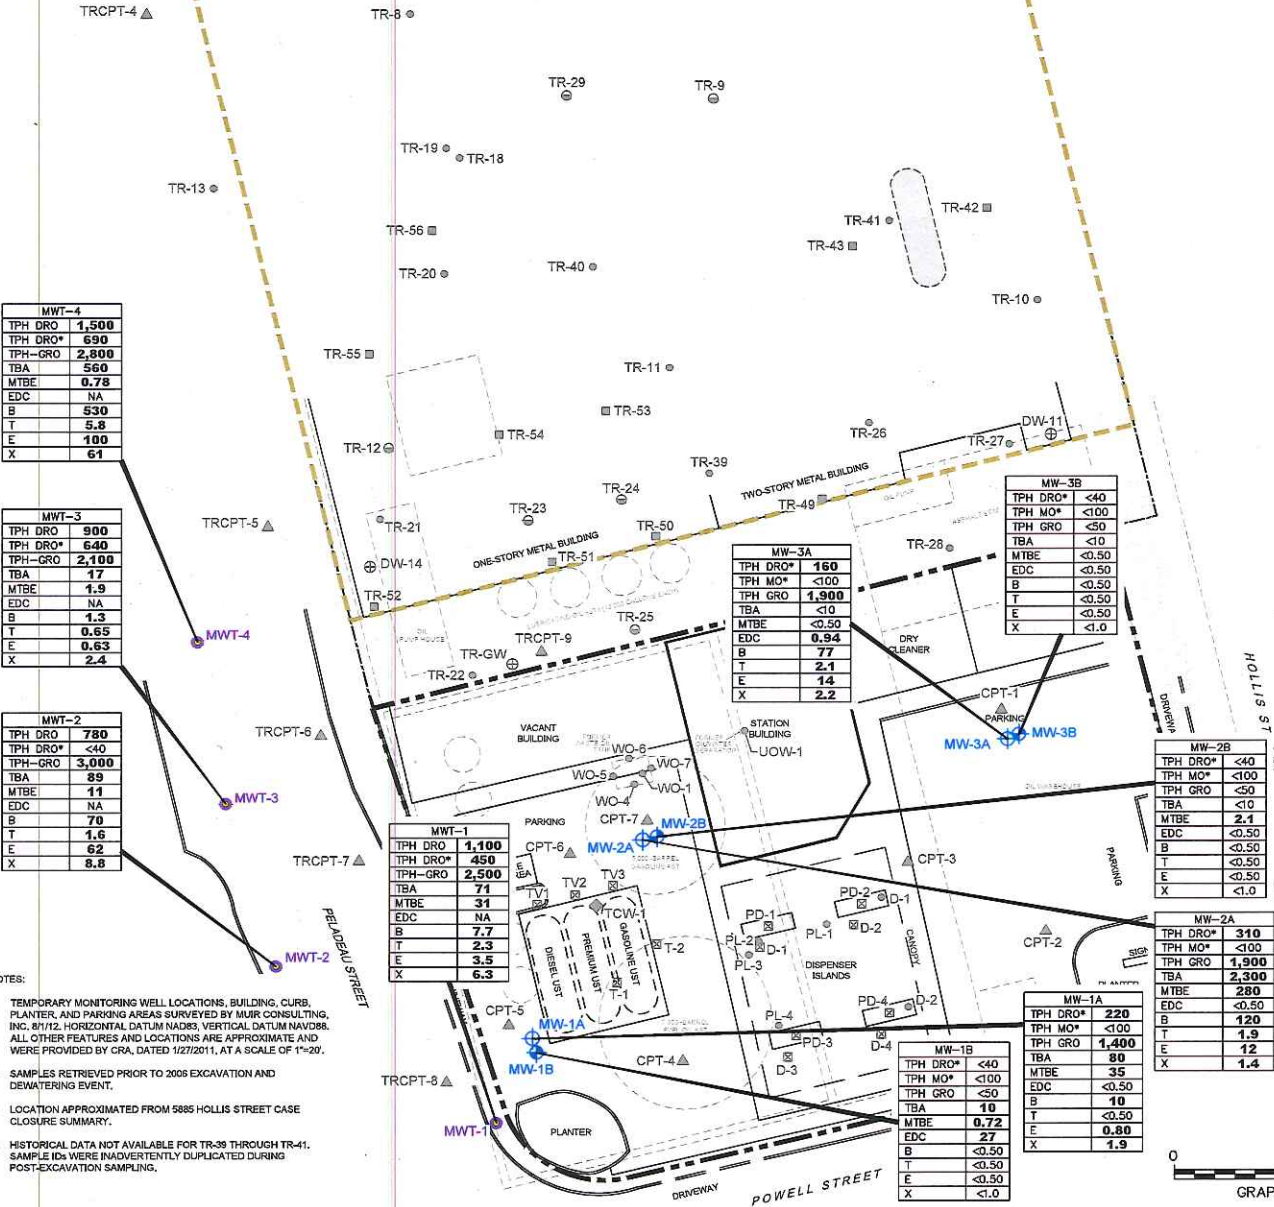 TRCPT-4
TR-8
TR-29
TR-9
TR-19
TR-18
TR-13
TR-42
TR-41
TR-56
TR-43
TR-20
TR-40
TR-10
MWT-4
TPH DRO 1,500
TPH DRO* 690
TPH-GRO 2,800
TBA 560
MTBE 0.78
EDC NA
B 530
T 5.8
E 100
X 61
TR-55
TR-11
TR-53
TR-54
TR-12
TR-26
DW-11
TR-27
TR-39
TWO-STORY METAL BUILDING
TR-24
TR-49
TR-23
TRCPT-5
TR-21
TR-50
ONE-STORY METAL BUILDING
TR-51
TR-28
DW-14
TR-52
MWT-3
TPH DRO 900
TPH DRO* 640
TPH-GRO 2,100
TBA 17
MTBE 1.9
EDC NA
B 1.3
T 0.65
E 0.63
X 2.4
MW-3B
TPH DRO* <40
TPH MO* <100
TPH GRO <50
TBA <10
MTBE <0.50
EDC <0.50
B <0.50
T <0.50
E <0.50
X <1.0
MW-3A
TPH DRO* 160
TPH MO* <100
TPH GRO 1,900
TBA <10
MTBE <0.50
EDC 0.94
B 77
T 2.1
E 14
X 2.2
MWT-4
TR-25
TRCPT-9
TR-GW
TR-22
DRY
CLEANER
HOLLIS ST
DRIVEWA
CPT-1
PARKING
MW-3A
MW-3B
MWT-2
TPH DRO 780
TPH DRO* <40
TPH-GRO 3,000
TBA 89
MTBE 11
EDC NA
B 70
T 1.6
E 62
X 8.8
TRCPT-6
VACANT
BUILDING
STATION
BUILDING
UOW-1
WO-6
WO-7
WO-5
WO-1
WO-4
MWT-3
PARKING
CPT-7
MW-2B
MW-2A
CPT-6
MW-2B
TPH DRO* <40
TPH MO* <100
TPH GRO <50
TBA <10
MTBE 2.1
EDC <0.50
B <0.50
T <0.50
E <0.50
X <1.0
MWT-1
TPH DRO 1,100
TPH DRO* 450
TPH-GRO 2,500
TBA 71
MTBE 31
EDC NA
B 7.7
T 2.3
E 3.5
X 6.3
TRCPT-7
CPT-3
PARKING
TV1
TV2
TV3
TCW-1
DIESEL UST
PREMIUM UST
GASOLINE UST
T-2
T-1
PD-2
D-1
PD-1
D-2
PL-2
D-1
PL-1
PL-3
DISPENSER
ISLANDS
CANOPY
CPT-2
PELADEAU STREET
MWT-2
MW-2A
TPH DRO* 310
TPH MO* <100
TPH GRO 1,900
TBA 2,300
MTBE 280
EDC <0.50
B 120
T 1.9
E 12
X 1.4
OTES:
TEMPORARY MONITORING WELL LOCATIONS, BUILDING, CURB,
PLANTER, AND PARKING AREAS SURVEYED BY MUIR CONSULTING,
INC. 8/1/12. HORIZONTAL DATUM NAD83, VERTICAL DATUM NAVD88.
ALL OTHER FEATURES AND LOCATIONS ARE APPROXIMATE AND
WERE PROVIDED BY CRA, DATED 1/27/2011, AT A SCALE OF 1"=20'.
SAMPLES RETRIEVED PRIOR TO 2006 EXCAVATION AND
DEWATERING EVENT.
LOCATION APPROXIMATED FROM 5885 HOLLIS STREET CASE
CLOSURE SUMMARY.
HISTORICAL DATA NOT AVAILABLE FOR TR-39 THROUGH TR-41.
SAMPLE IDs WERE INADVERTENTLY DUPLICATED DURING
POST-EXCAVATION SAMPLING.
CPT-5
MW-1A
MW-1B
CPT-4
TRCPT-8
MWT-1
PLANTER
PD-4
D-2
PL-4
PD-3
D-4
D-3
MW-1A
TPH DRO* 220
TPH MO* <100
TPH GRO 1,400
TBA 80
MTBE 35
EDC <0.50
B 10
T <0.50
E 0.80
X 1.9
MW-1B
TPH DRO* <40
TPH MO* <100
TPH GRO <50
TBA 10
MTBE 0.72
EDC 27
B <0.50
T <0.50
E <0.50
X <1.0
DRIVEWAY
POWELL STREET
0
GRAP